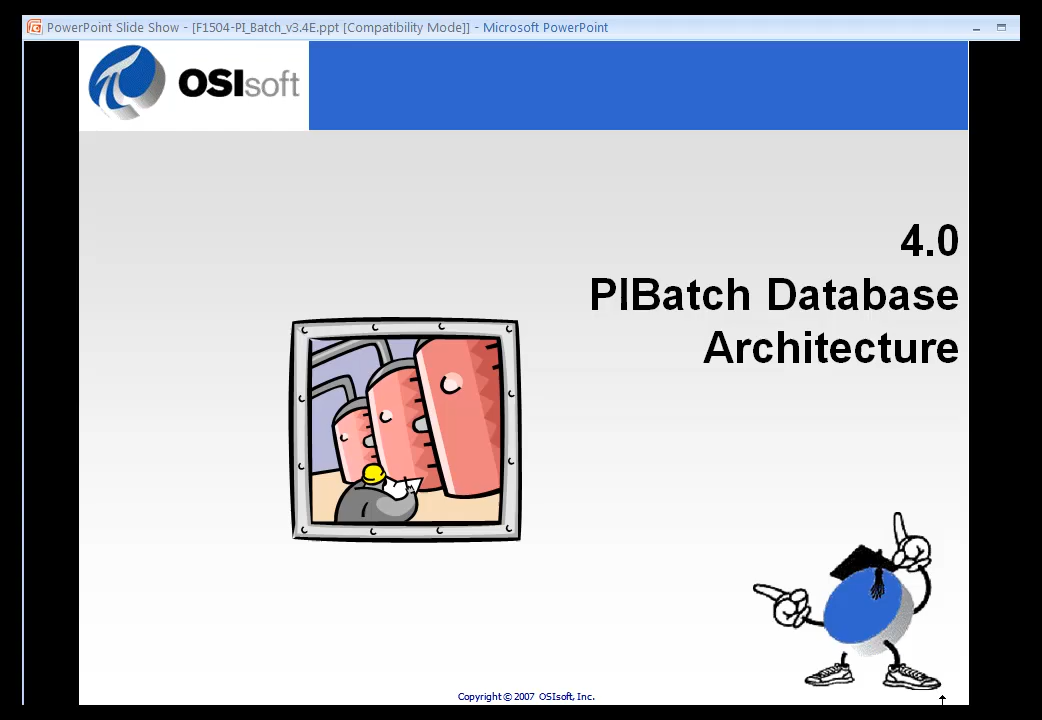 PowerPoint Slide Show - [F1504-PI_Batch_v3.4E.ppt [Compatibility Mode]] - Microsoft PowerPoint
OSIsoft
4.0
PIBatch Database
Architecture
Copyright © 2007 OSIsoft, Inc.